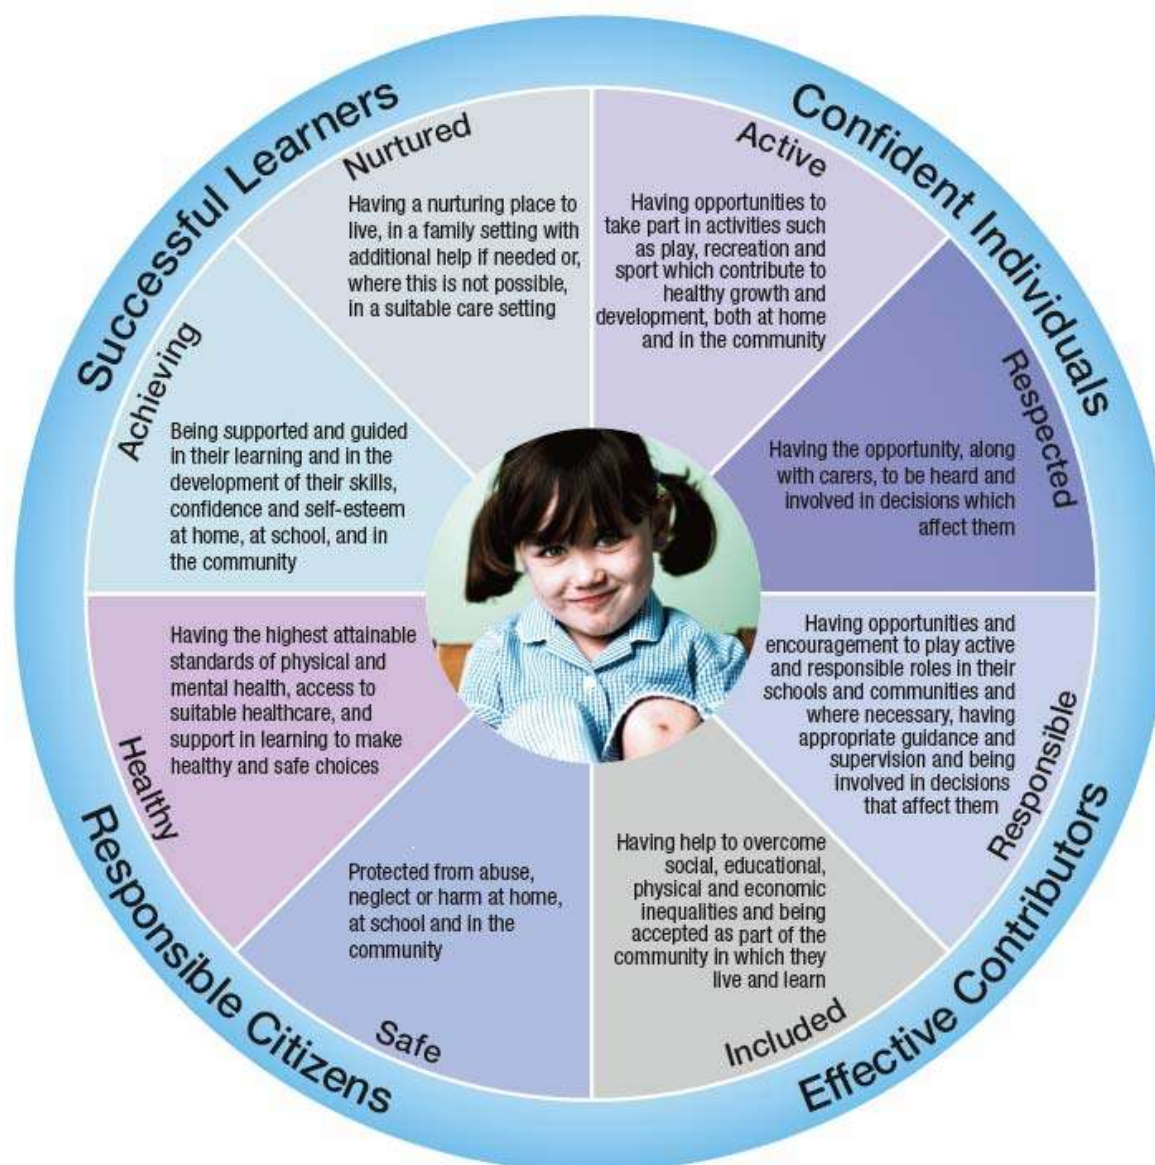 Successful Learners
Confident Individuals
Nurtured
Having a nurturing place to
live, in a family setting with
additional help if needed or,
where this is not possible,
in a suitable care setting
Active
Having opportunities to
take part in activities such
as play, recreation and
sport which contribute to
healthy growth and
development, both at home
and in the community
Achieving
Being supported and guided
in their learning and in the
development of their skills,
confidence and self-esteem
at home, at school, and in
the community
Respected
Having the opportunity, along
with carers, to be heard and
involved in decisions which
affect them
Healthy
Having the highest attainable
standards of physical and
mental health, access to
suitable healthcare, and
support in learning to make
healthy and safe choices
Responsible
Having opportunities and
encouragement to play active
and responsible roles in their
schools and communities and
where necessary, having
appropriate guidance and
supervision and being
involved in decisions
that affect them
Safe
Protected from abuse,
neglect or harm at home,
at school and in the
community
Included
Having help to overcome
social, educational,
physical and economic
inequalities and being
accepted as part of the
community in which they
live and learn
Responsible Citizens
Effective Contributors